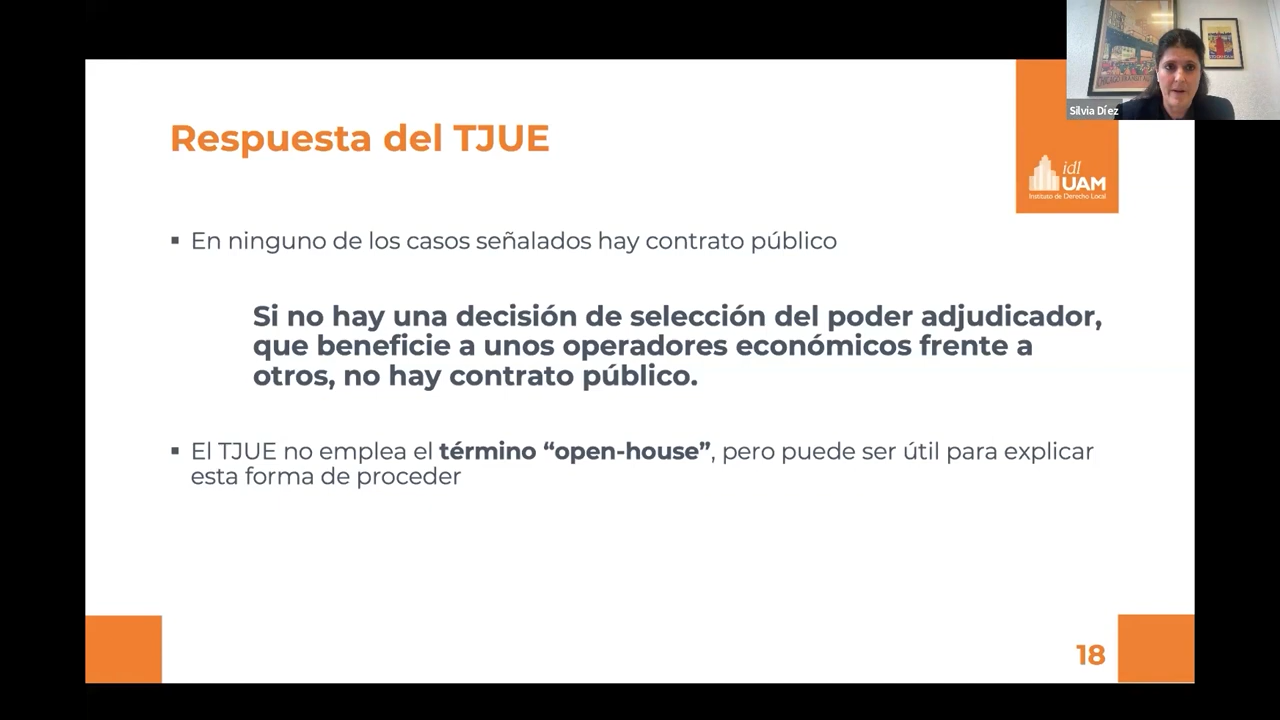 Silvia Díez
Respuesta del TJUE
idl
UAM
Instituto de Derecho Local
▪ En ninguno de los casos señalados hay contrato público
Si no hay una decisión de selección del poder adjudicador,
que beneficie a unos operadores económicos frente a
otros, no hay contrato público.
▪ El TJUE no emplea el término “open-house”, pero puede ser útil para explicar
esta forma de proceder
18